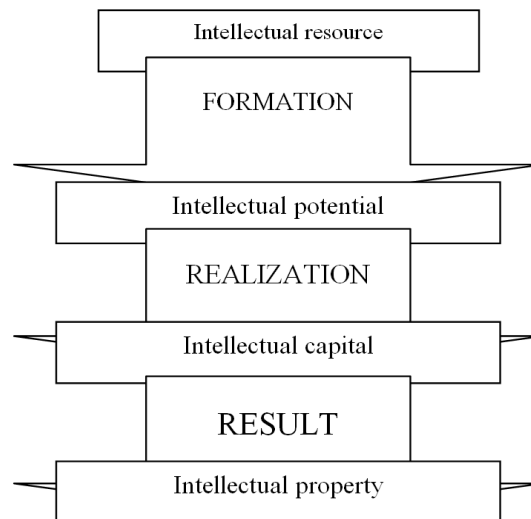 Intellectual resource
FORMATION
Intellectual potential
REALIZATION
Intellectual capital
RESULT
Intellectual property